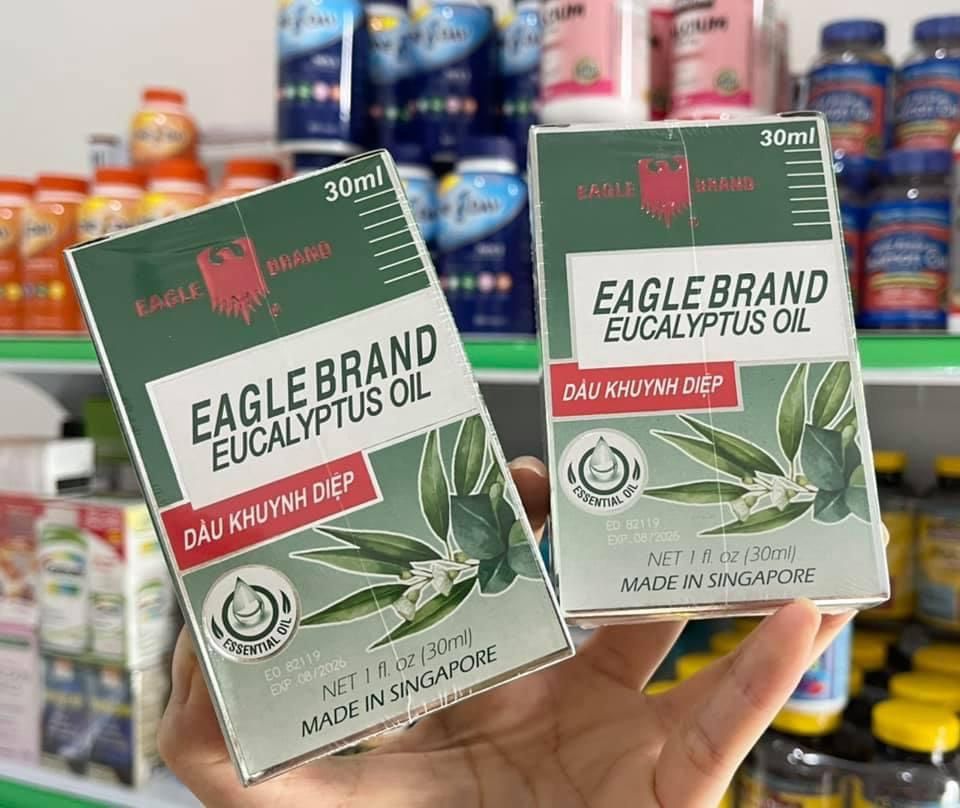 30ml
EAGLE BRAND
EAGLE BRAND
EUCALYPTUS OIL
DẦU KHUYNH DIỆP
ESSENTIAL OIL
EO 82119
EXP.08/2026
NET 1 fl. oz (30ml)
MADE IN SINGAPORE
30ml
EAGLE BRAND
EAGLE BRAND
EUCALYPTUS OIL
DẦU KHUYNH DIỆP
ESSENTIAL OIL
EO 82119
EXP.08/2026
NET 1 fl. oz (30ml)
MADE IN SINGAPORE